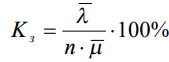 K_з = λ̅ / (n · μ̅) · 100%